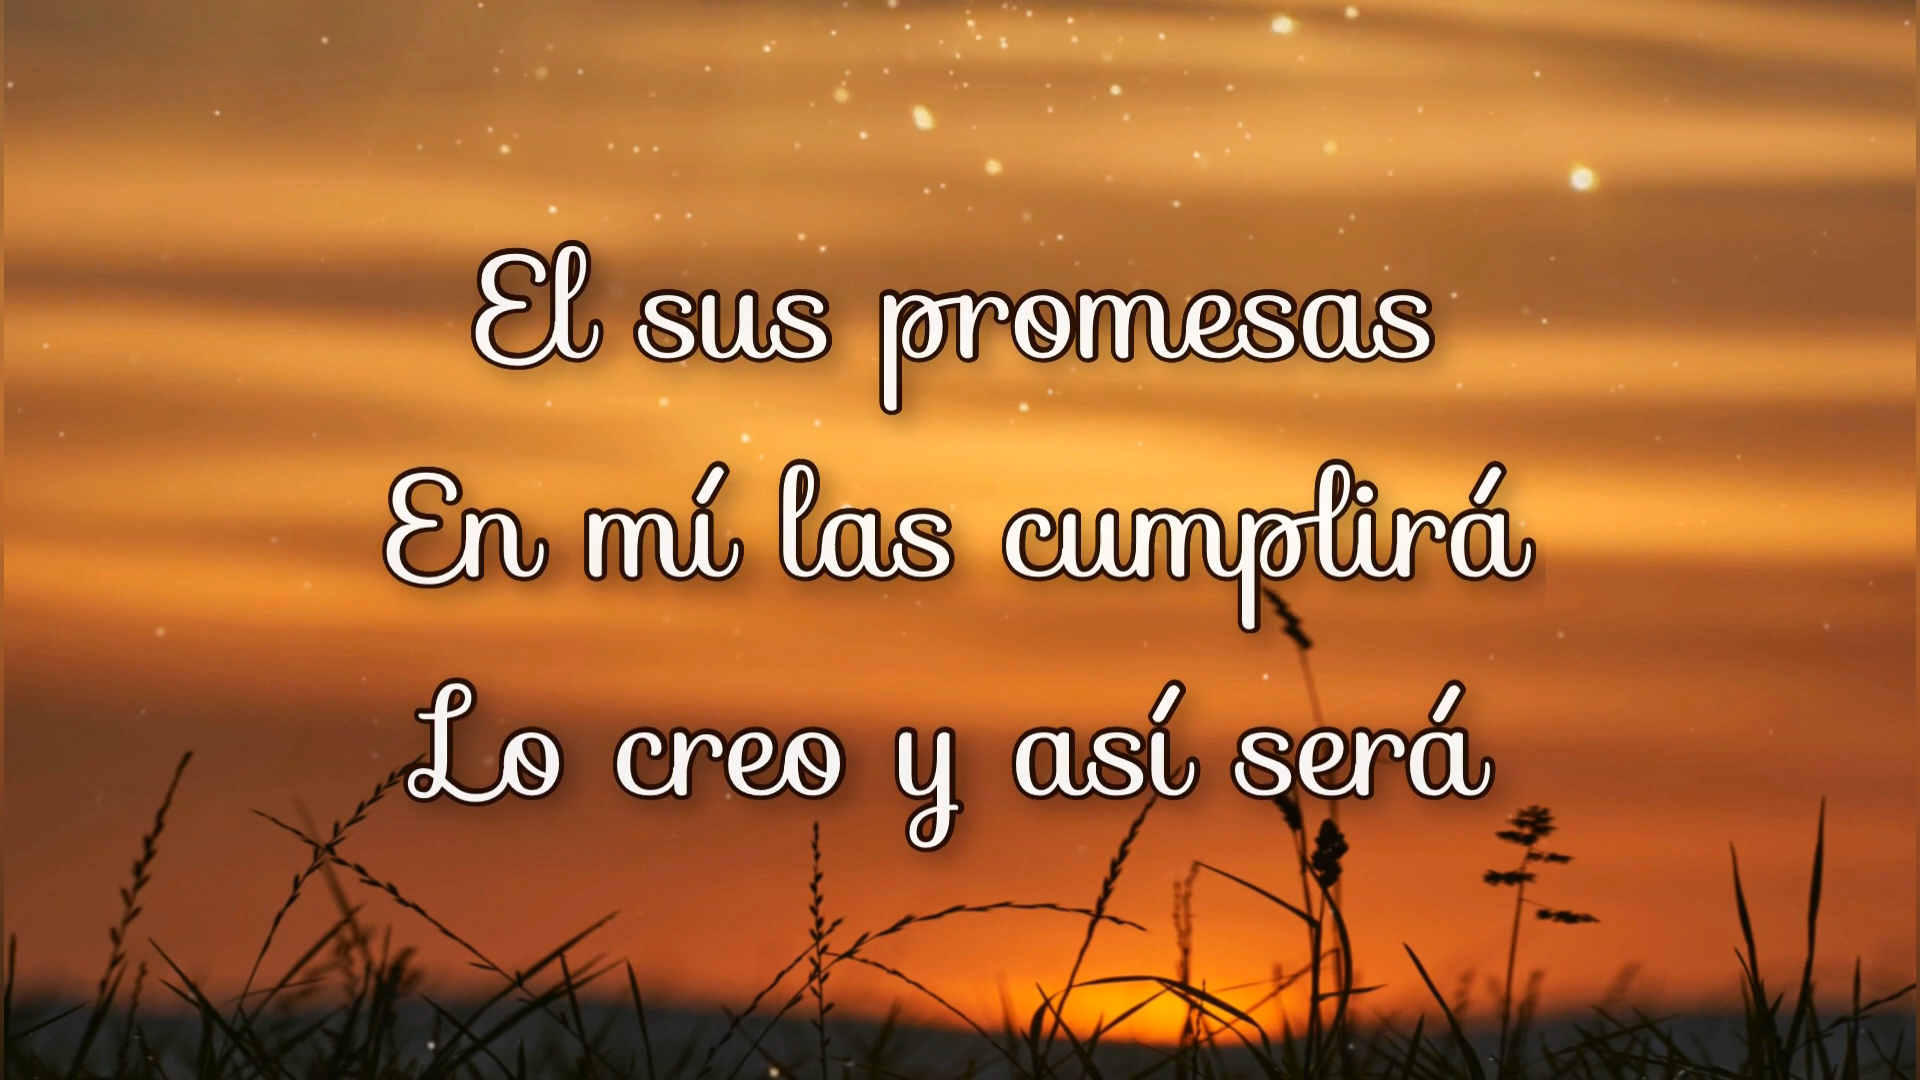 El sus promesas
En mí las cumplirá
Lo creo y así será